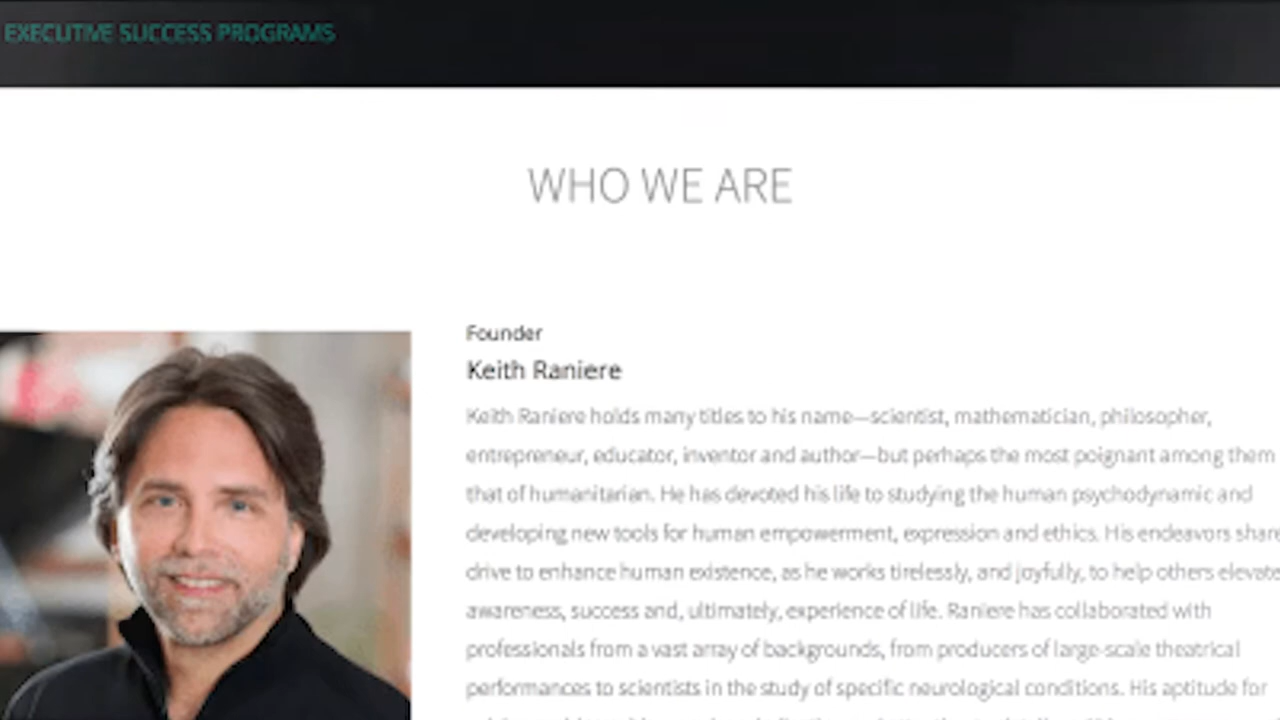 EXECUTIVE SUCCESS PROGRAMS
WHO WE ARE
Founder
Keith Raniere
Keith Raniere holds many titles to his name—scientist, mathematician, philosopher,
entrepreneur, educator, inventor and author—but perhaps the most poignant among them
that of humanitarian. He has devoted his life to studying the human psychodynamic and
developing new tools for human empowerment, expression and ethics. His endeavors share
drive to enhance human existence, as he works tirelessly, and joyfully, to help others elevate
awareness, success and, ultimately, experience of life. Raniere has collaborated with
professionals from a vast array of backgrounds, from producers of large-scale theatrical
performances to scientists in the study of specific neurological conditions. His aptitude for